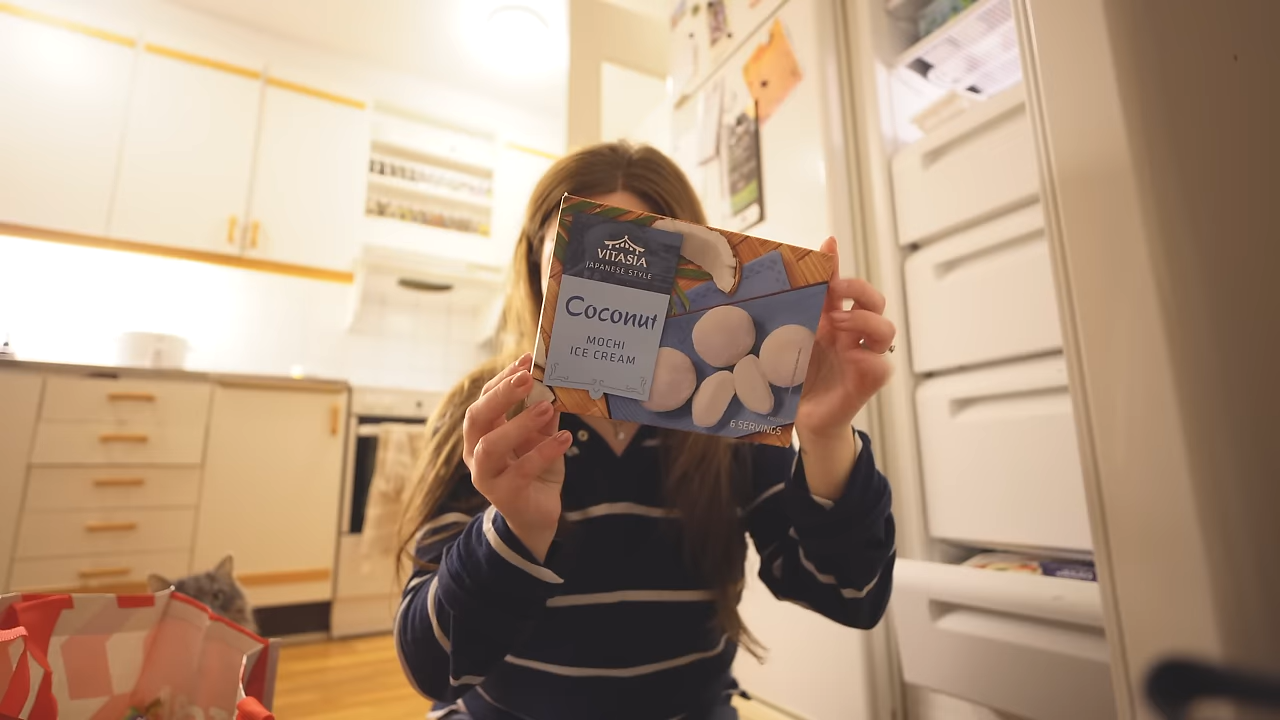 VITASIA
JAPANESE STYLE
Coconut
MOCHI
ICE CREAM
6 SERVINGS